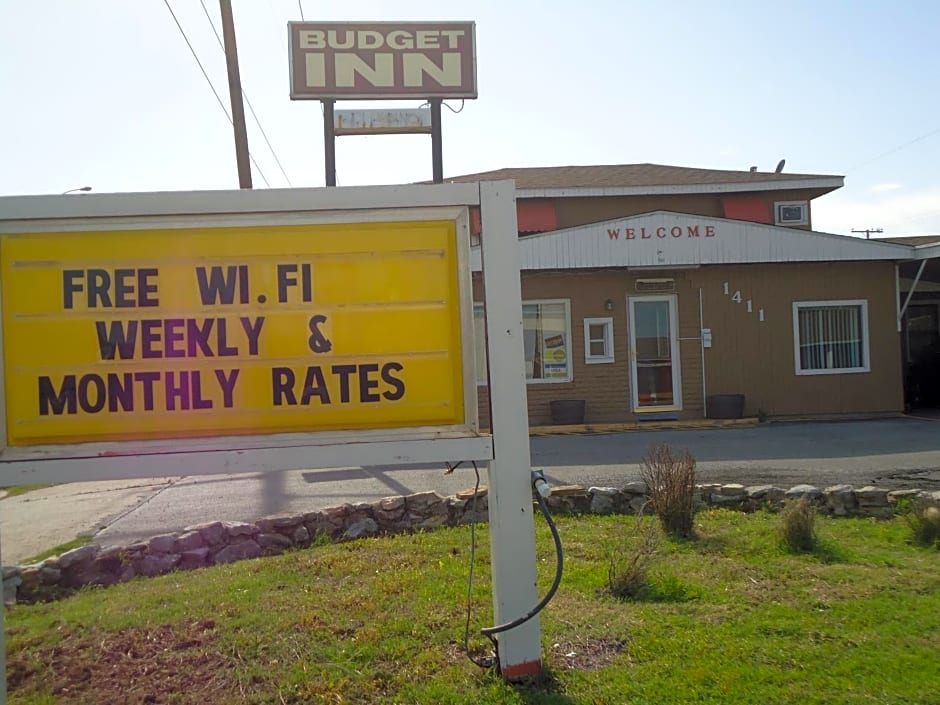 BUDGET
INN
WELCOME
1411
FREE WI.FI
WEEKLY &
MONTHLY RATES